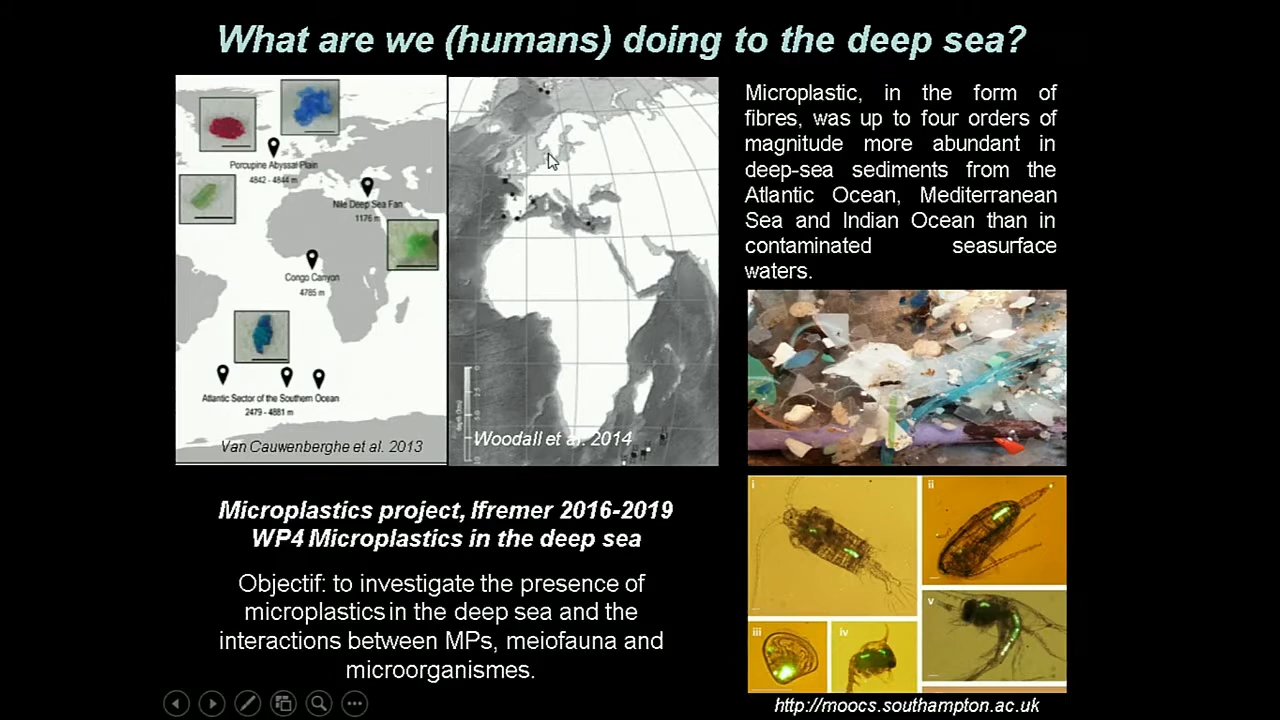 What are we (humans) doing to the deep sea?
Porcupine Abyssal Plain
4842 - 4844 m
Nile Deep Sea Fan
1176 m
Congo Canyon
4785 m
Atlantic Sector of the Southern Ocean
2479 - 4881 m
Van Cauwenberghe et al. 2013
Woodall et al. 2014
Microplastic, in the form of
fibres, was up to four orders of
magnitude more abundant in
deep-sea sediments from the
Atlantic Ocean, Mediterranean
Sea and Indian Ocean than in
contaminated seasurface
waters.
Microplastics project, Ifremer 2016-2019
WP4 Microplastics in the deep sea
Objectif: to investigate the presence of
microplastics in the deep sea and the
interactions between MPs, meiofauna and
microorganismes.
i
ii
iii
iv
v
http://moocs.southampton.ac.uk